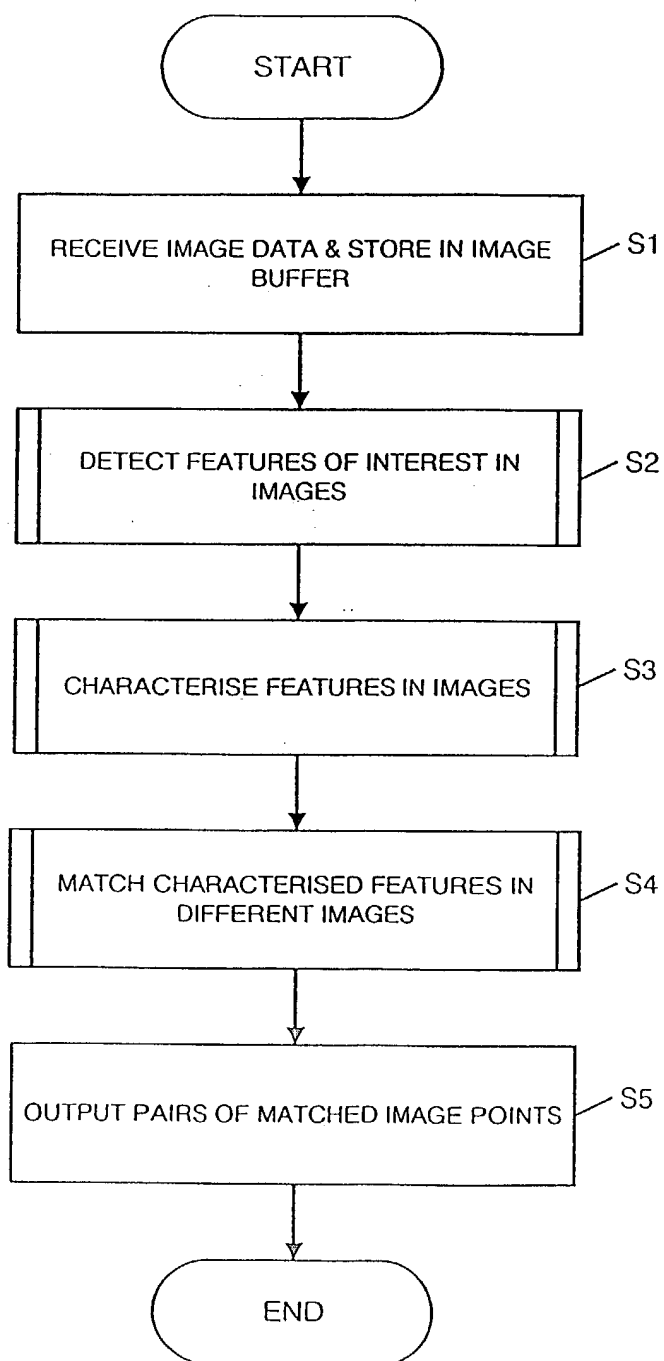 START
RECEIVE IMAGE DATA & STORE IN IMAGE
BUFFER
S1
DETECT FEATURES OF INTEREST IN
IMAGES
S2
CHARACTERISE FEATURES IN IMAGES
S3
MATCH CHARACTERISED FEATURES IN
DIFFERENT IMAGES
S4
OUTPUT PAIRS OF MATCHED IMAGE POINTS
S5
END